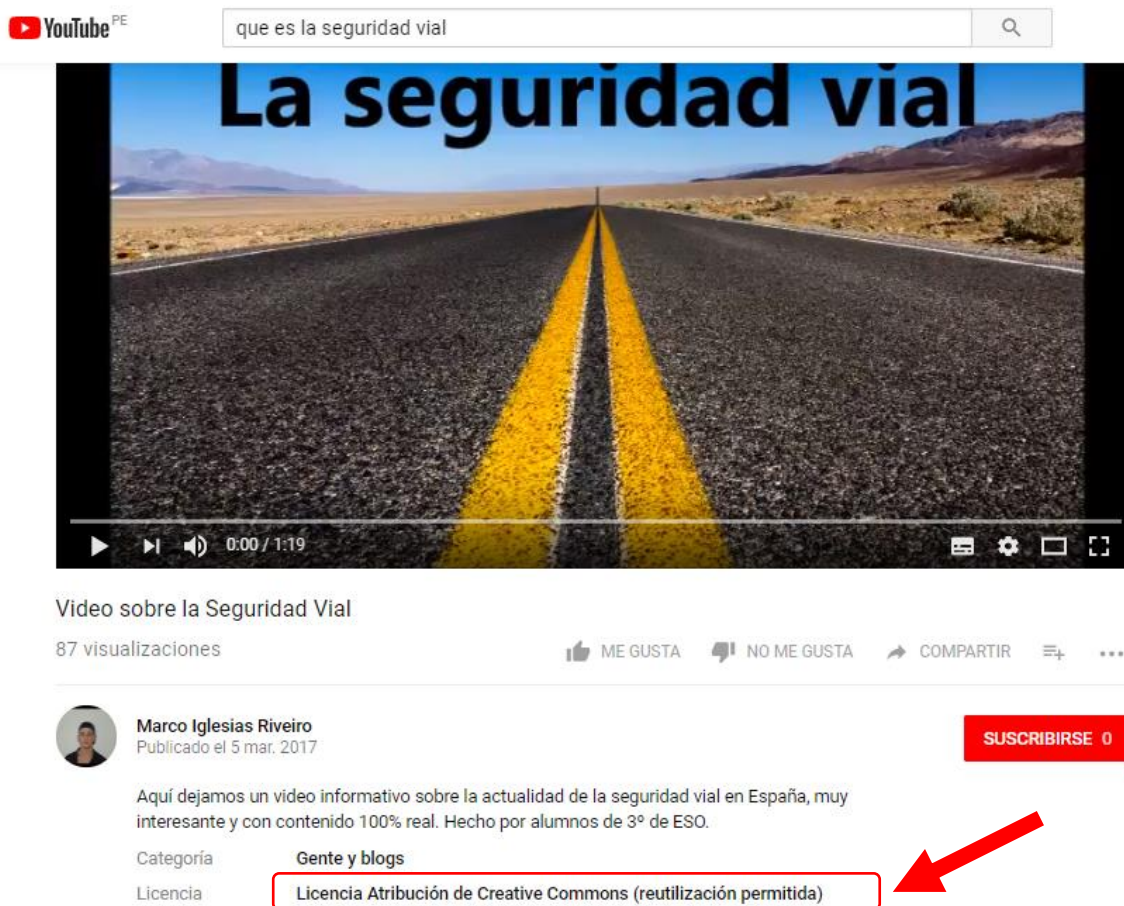 YouTube PE
que es la seguridad vial
La seguridad vial
0:00 / 1:19
Video sobre la Seguridad Vial
87 visualizaciones
ME GUSTA NO ME GUSTA COMPARTIR
Marco Iglesias Riveiro
Publicado el 5 mar. 2017
SUSCRIBIRSE 0
Aquí dejamos un video informativo sobre la actualidad de la seguridad vial en España, muy
interesante y con contenido 100% real. Hecho por alumnos de 3º de ESO.
Categoría Gente y blogs
Licencia Licencia Atribución de Creative Commons (reutilización permitida)